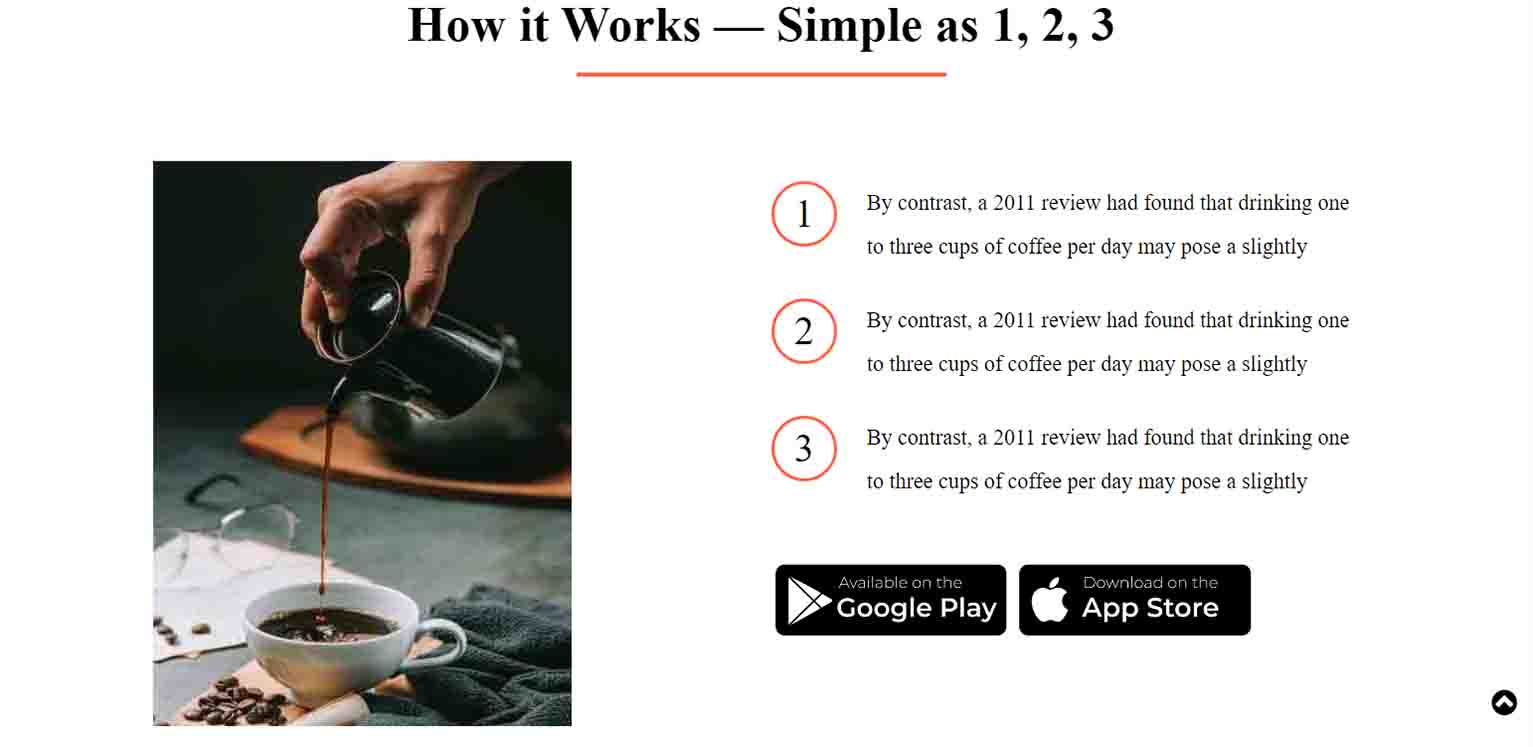 How it Works — Simple as 1, 2, 3
1
By contrast, a 2011 review had found that drinking one
to three cups of coffee per day may pose a slightly
2
By contrast, a 2011 review had found that drinking one
to three cups of coffee per day may pose a slightly
3
By contrast, a 2011 review had found that drinking one
to three cups of coffee per day may pose a slightly
Available on the
Google Play
Download on the
App Store